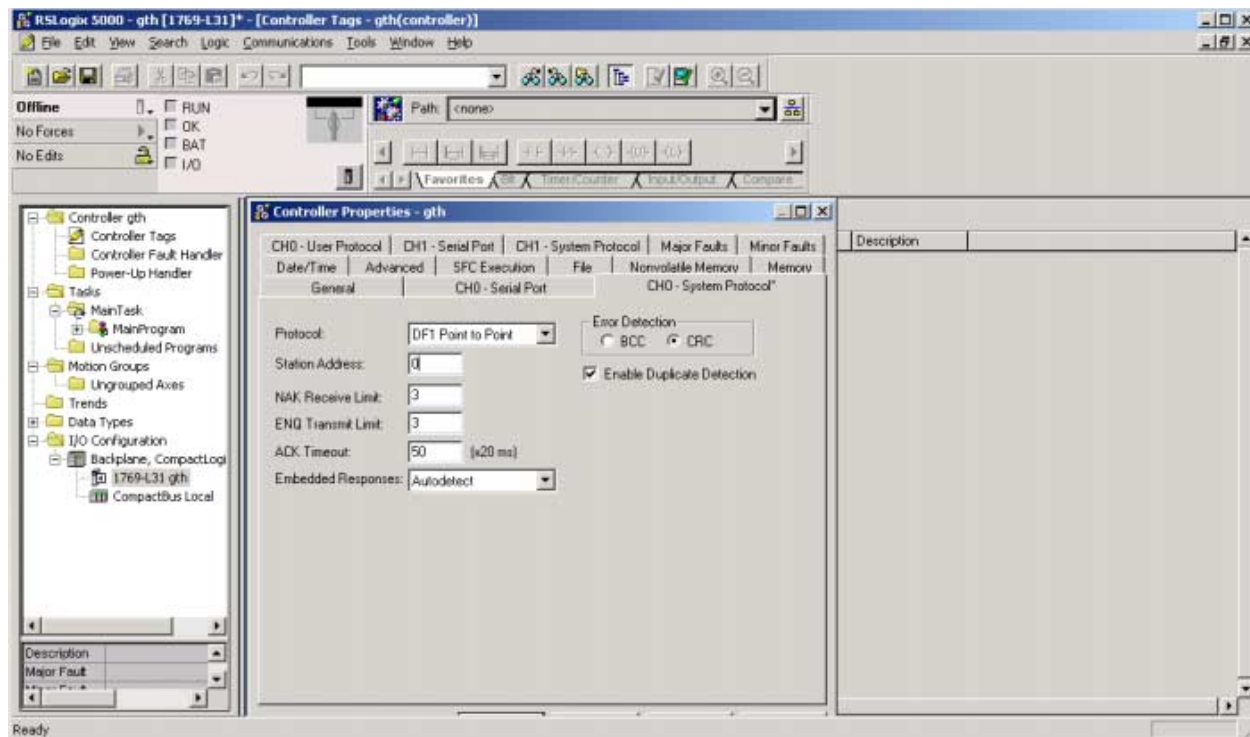 RSLogix 5000 - gth [1769-L31]* - [Controller Tags - gth(controller)]
File Edit View Search Logic Communications Tools Window Help
Offline
RUN
No Forces
OK
BAT
No Edits
I/O
Path: <none>
Favorites Bit Timer/Counter Input/Output Compare
Controller gth
Controller Tags
Controller Fault Handler
Power-Up Handler
Tasks
MainTask
MainProgram
Unscheduled Programs
Motion Groups
Ungrouped Axes
Trends
Data Types
I/O Configuration
Backplane, CompactLogi
1769-L31 gth
CompactBus Local
Description
Major Fault
Controller Properties - gth
CH0 - User Protocol CH1 - Serial Port CH1 - System Protocol Major Faults Minor Faults
Date/Time Advanced SFC Execution File Nonvolatile Memory Memory
General CH0 - Serial Port CH0 - System Protocol*
Protocol: DF1 Point to Point
Station Address: 0
NAK Receive Limit: 3
ENQ Transmit Limit: 3
ACK Timeout: 50 (x20 ms)
Embedded Responses: Autodetect
Error Detection
BCC CRC
Enable Duplicate Detection
Description
Ready